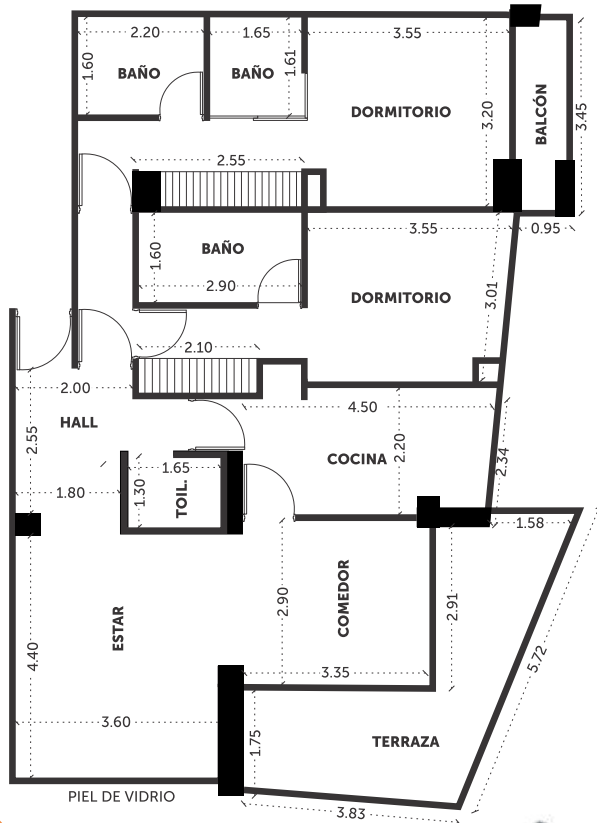 2.20
1.65
3.55
1.60
BAÑO
BAÑO
1.61
DORMITORIO
3.20
BALCÓN
3.45
2.55
3.55
0.95
1.60
BAÑO
2.90
DORMITORIO
3.01
2.10
2.00
4.50
HALL
2.55
COCINA
2.20
2.34
1.65
1.80
1.30
TOIL.
1.58
ESTAR
2.90
COMEDOR
2.91
4.40
5.72
3.35
3.60
1.75
TERRAZA
PIEL DE VIDRIO
3.83